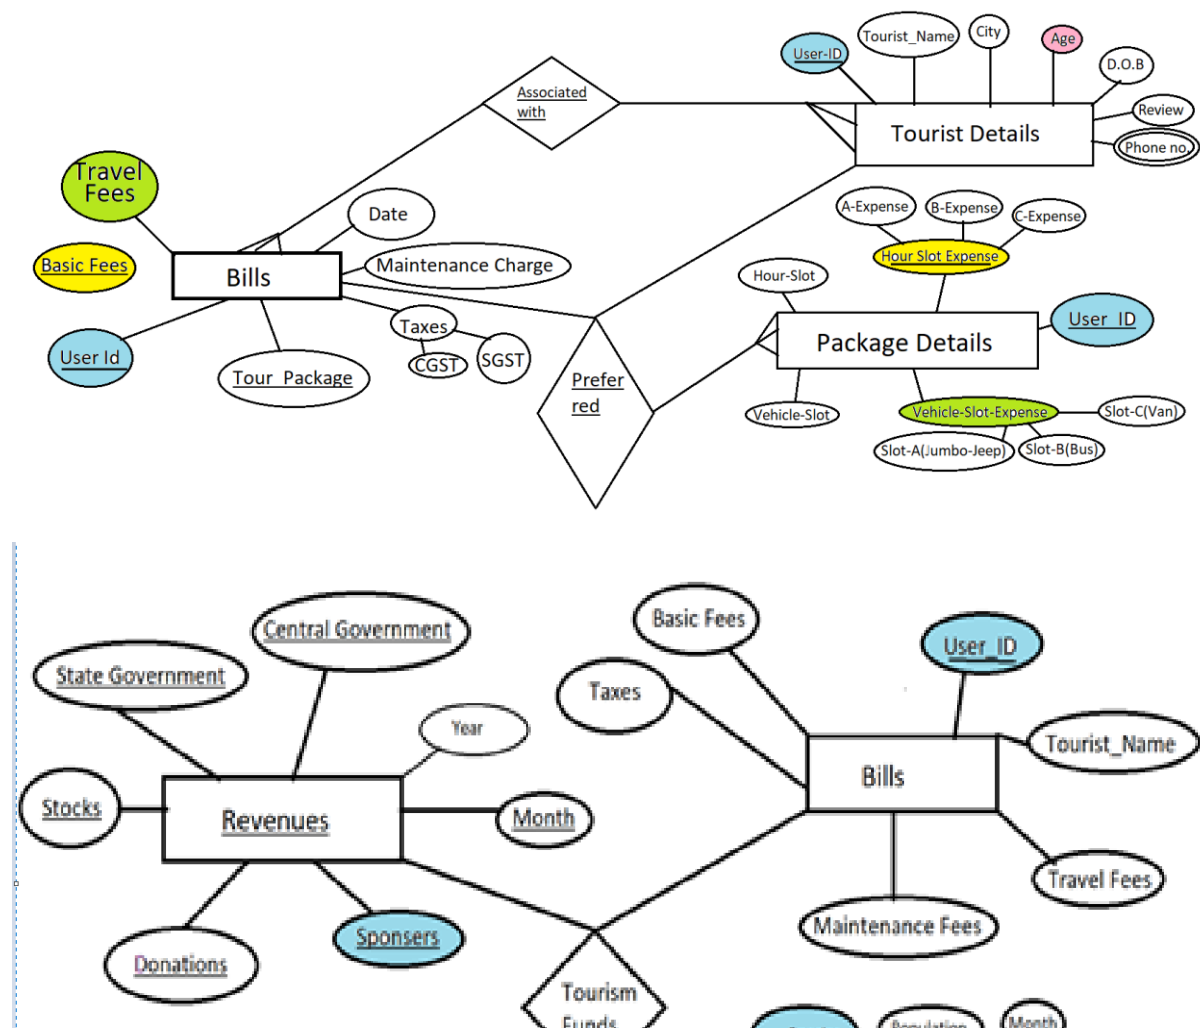 User-ID
Tourist_Name
City
Age
D.O.B
Review
Phone no.
Tourist Details
Associated
with
Travel
Fees
Date
Basic Fees
Bills
Maintenance Charge
User Id
Tour_Package
Taxes
CGST
SGST
Prefer
red
A-Expense
B-Expense
C-Expense
Hour Slot Expense
Hour-Slot
Package Details
User_ID
Vehicle-Slot
Vehicle-Slot-Expense
Slot-C(Van)
Slot-A(Jumbo-Jeep)
Slot-B(Bus)
Central Government
State Government
Year
Stocks
Revenues
Month
Donations
Sponsers
Basic Fees
User_ID
Taxes
Tourist_Name
Bills
Travel Fees
Maintenance Fees
Tourism
Funds
Population
Month